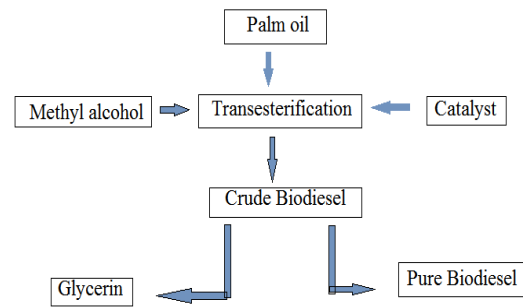 Palm oil
Methyl alcohol
Transesterification
Catalyst
Crude Biodiesel
Glycerin
Pure Biodiesel